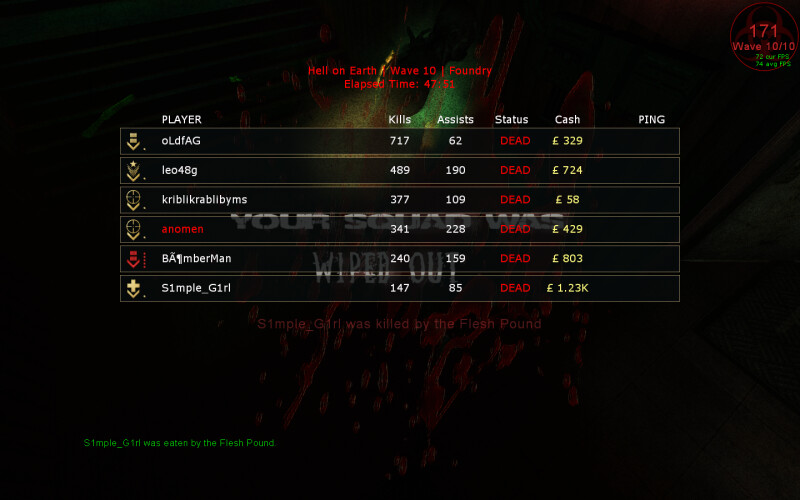 171
Wave 10/10
72 cur FPS
74 avg FPS
Hell on Earth | Wave 10 | Foundry
Elapsed Time: 47:51
PLAYER Kills Assists Status Cash PING
oLdfAG 717 62 DEAD £ 329
leo48g 489 190 DEAD £ 724
kriblikrablibyms 377 109 DEAD £ 58
YOUR SQUAD WAS
anomen 341 228 DEAD £ 429
BÃ¶mberMan 240 159 DEAD £ 803
WIPED OUT
S1mple_G1rl 147 85 DEAD £ 1.23K
S1mple_G1rl was killed by the Flesh Pound
S1mple_G1rl was eaten by the Flesh Pound.